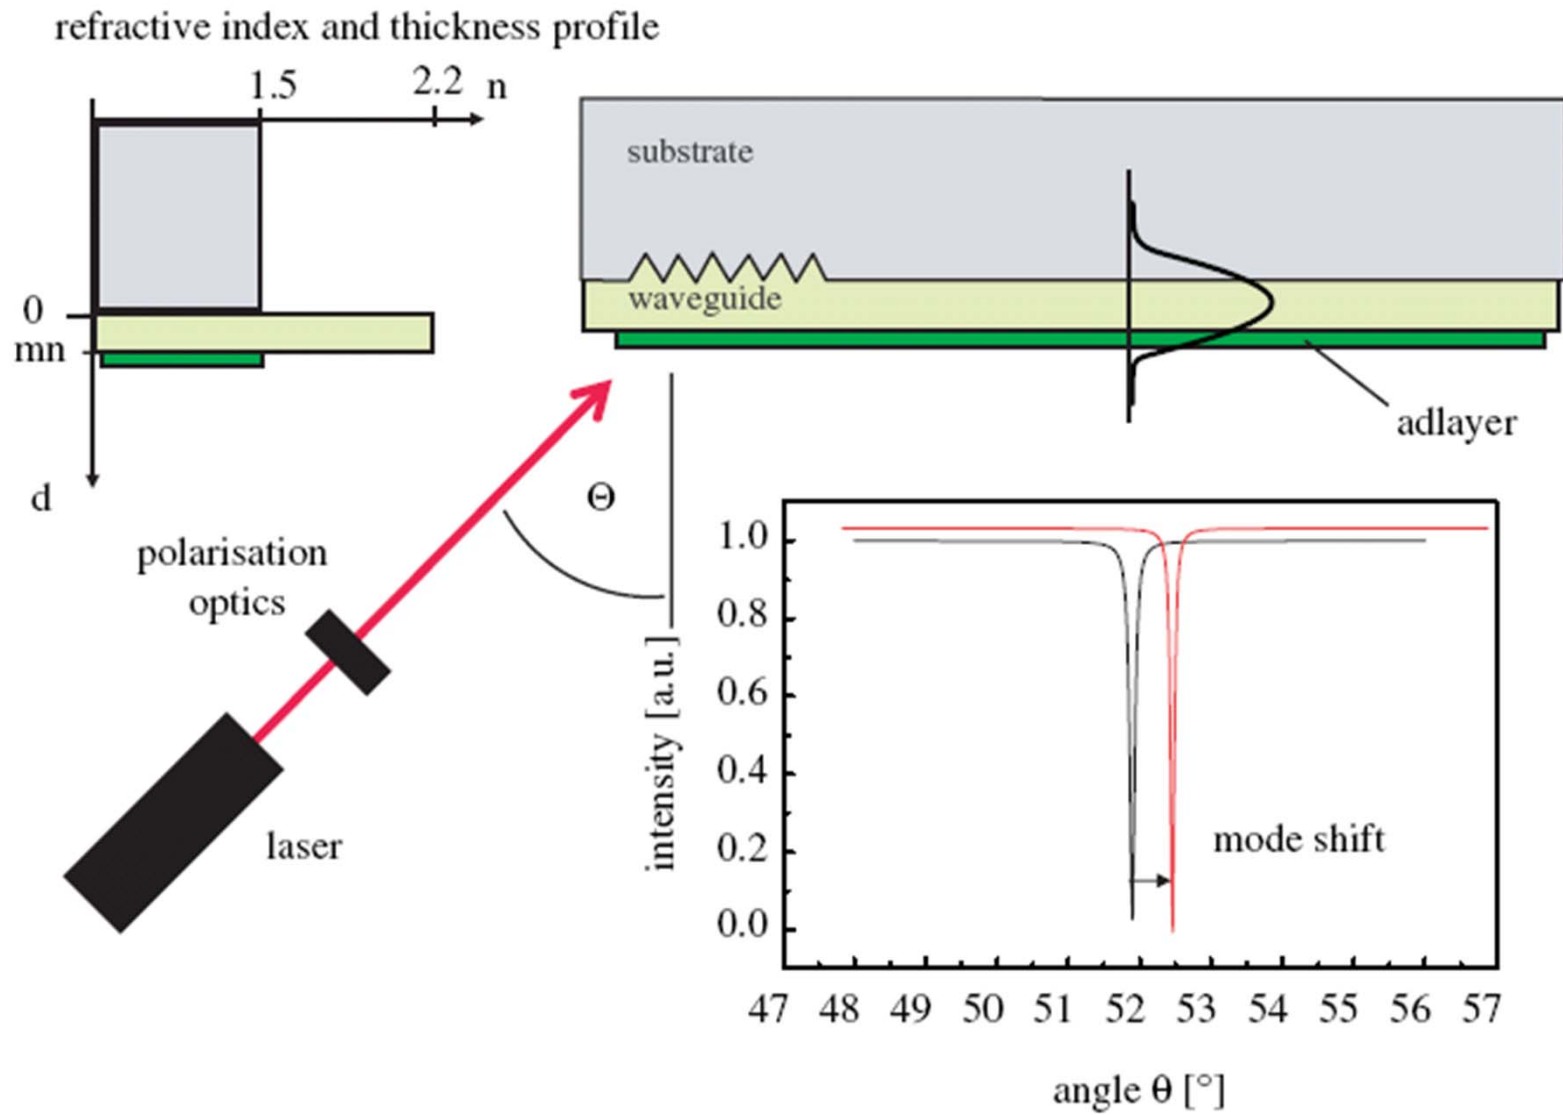 refractive index and thickness profile
1.5
2.2 n
0
mn
d
substrate
waveguide
adlayer
Θ
polarisation
optics
laser
intensity [a.u.]
1.0
0.8
0.6
0.4
0.2
0.0
mode shift
47 48 49 50 51 52 53 54 55 56 57
angle θ [°]